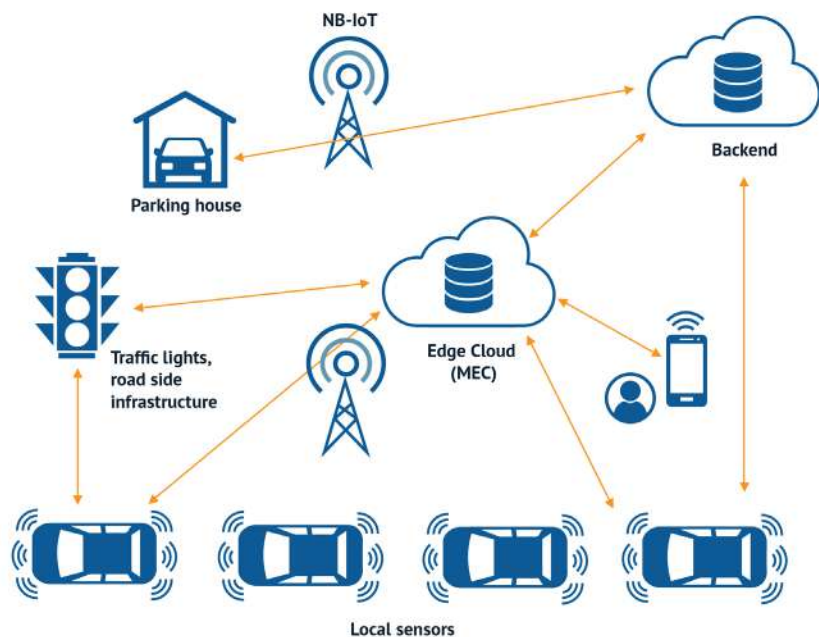 NB-IoT
Backend
Parking house
Edge Cloud
(MEC)
Traffic lights,
road side
infrastructure
Local sensors